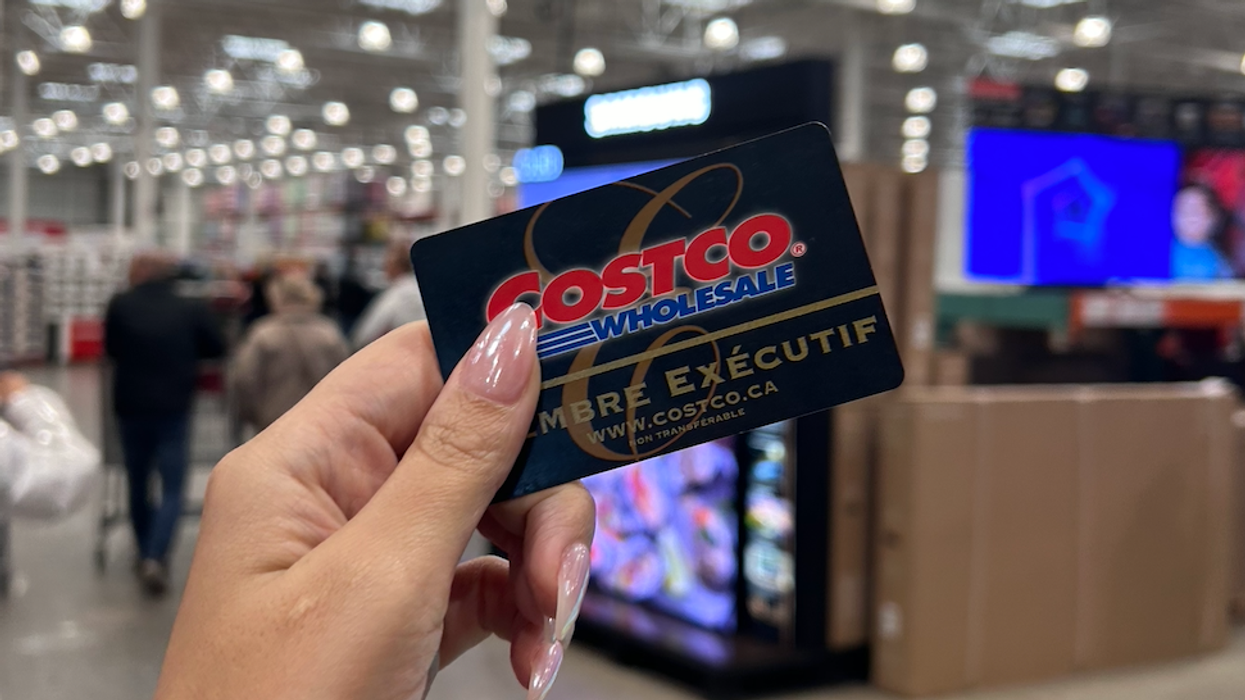 COSTCO®
WHOLESALE
EMBRE EXÉCUTIF
WWW.COSTCO.CA
NON TRANSFÉRABLE